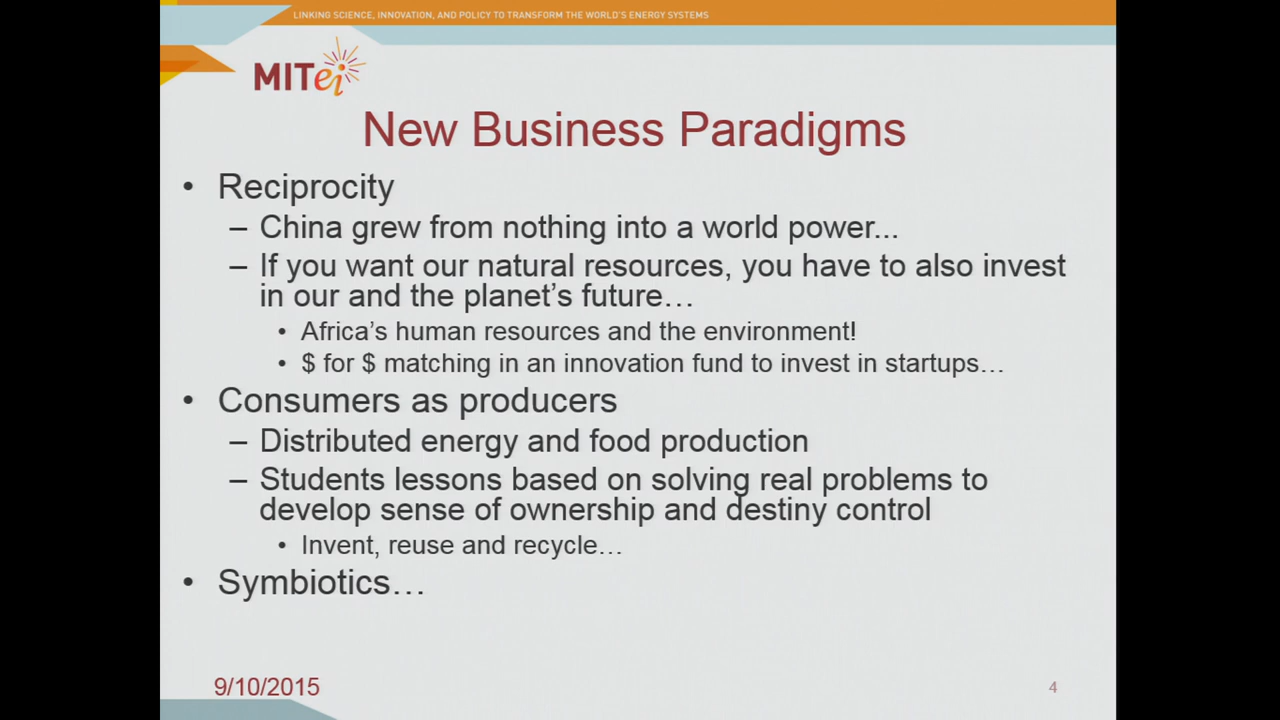 LINKING SCIENCE, INNOVATION, AND POLICY TO TRANSFORM THE WORLD'S ENERGY SYSTEMS
MITei
New Business Paradigms
• Reciprocity
– China grew from nothing into a world power...
– If you want our natural resources, you have to also invest
in our and the planet's future…
• Africa's human resources and the environment!
• $ for $ matching in an innovation fund to invest in startups…
• Consumers as producers
– Distributed energy and food production
– Students lessons based on solving real problems to
develop sense of ownership and destiny control
• Invent, reuse and recycle…
• Symbiotics…
9/10/2015
4